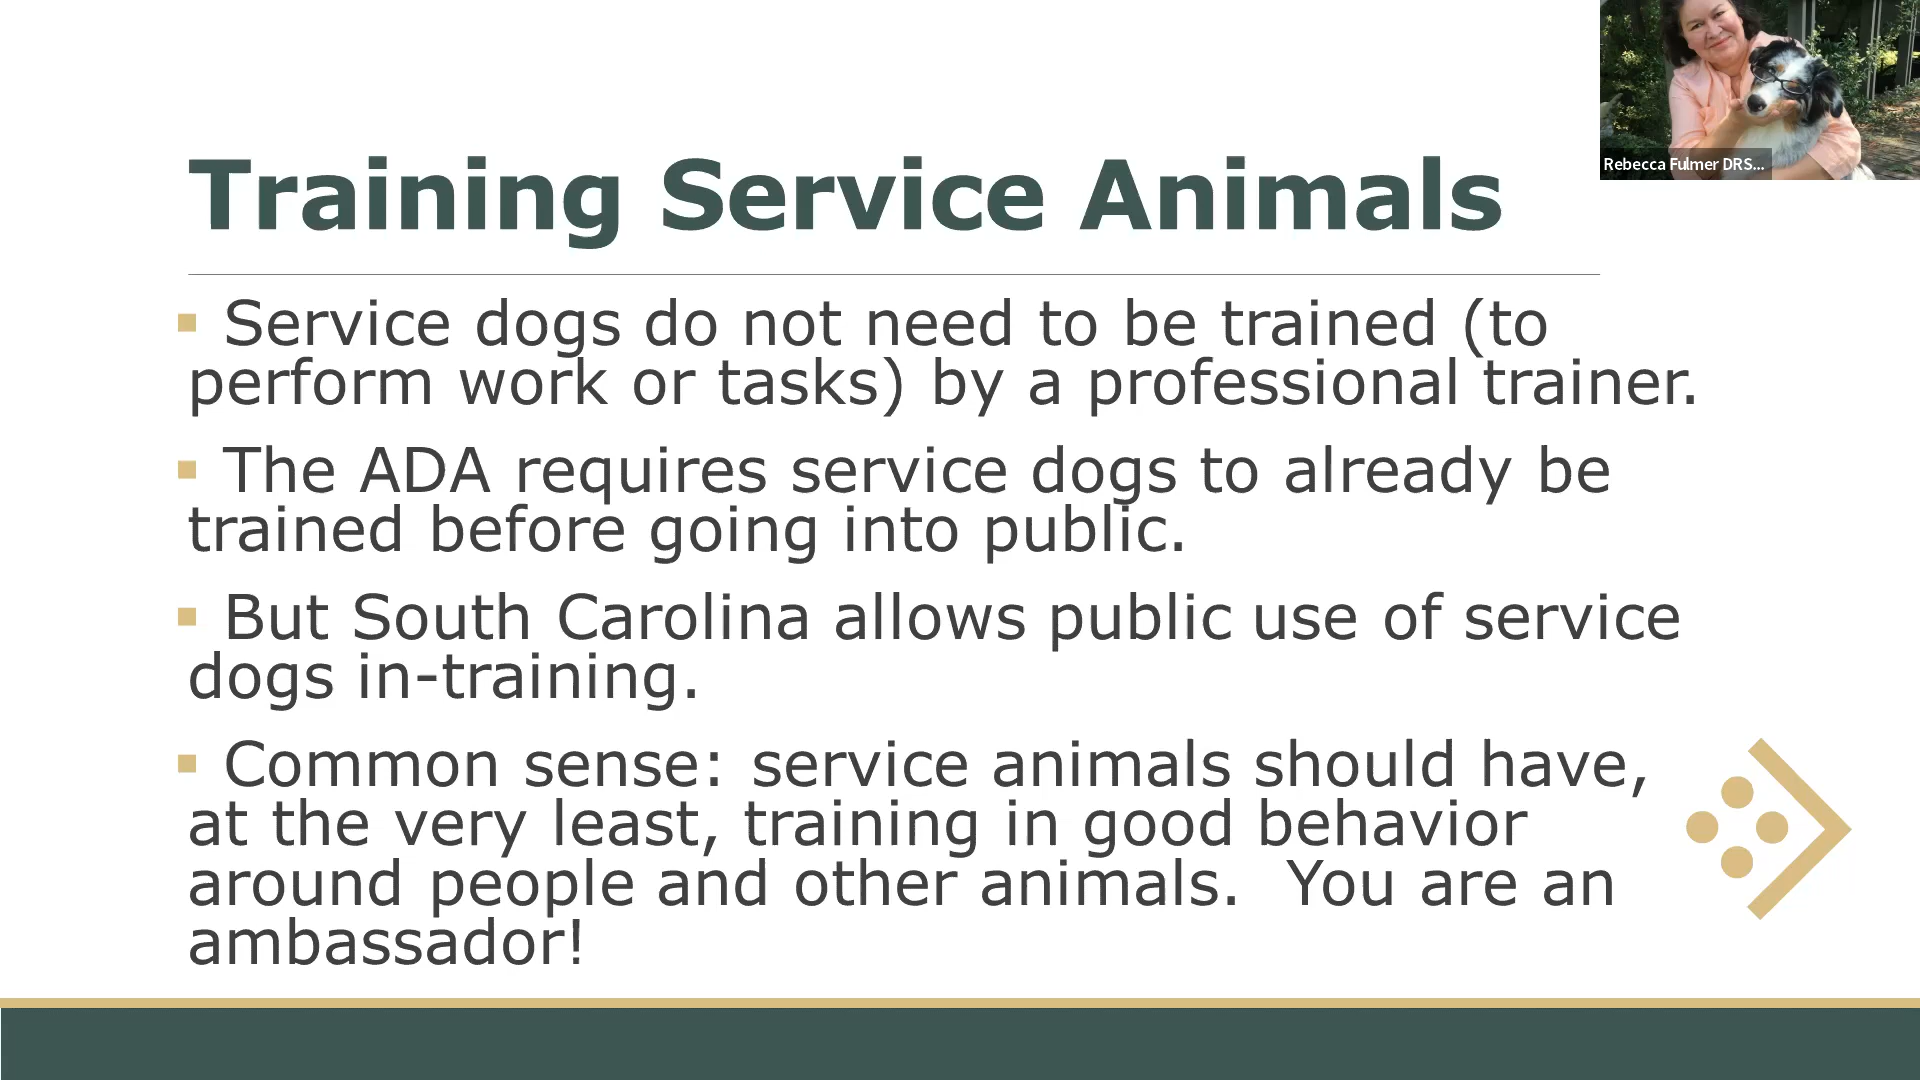 Rebecca Fulmer DRS...
Training Service Animals
▪ Service dogs do not need to be trained (to
perform work or tasks) by a professional trainer.
▪ The ADA requires service dogs to already be
trained before going into public.
▪ But South Carolina allows public use of service
dogs in-training.
▪ Common sense: service animals should have,
at the very least, training in good behavior
around people and other animals.  You are an
ambassador!